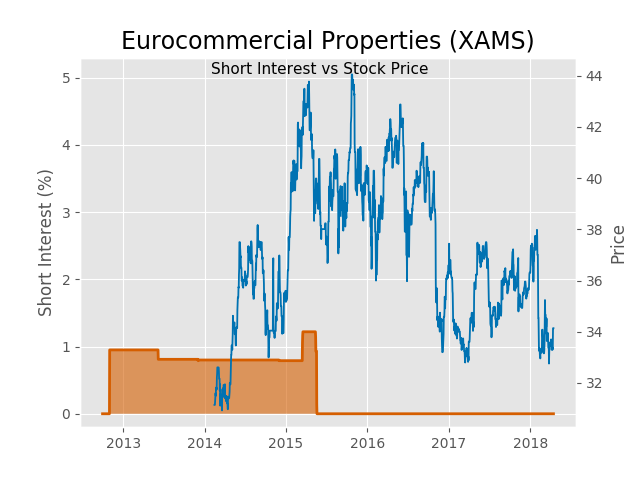 Eurocommercial Properties (XAMS)
Short Interest vs Stock Price
Short Interest (%)
5
4
3
2
1
0
44
42
40
38
36
34
32
Price
2013 2014 2015 2016 2017 2018